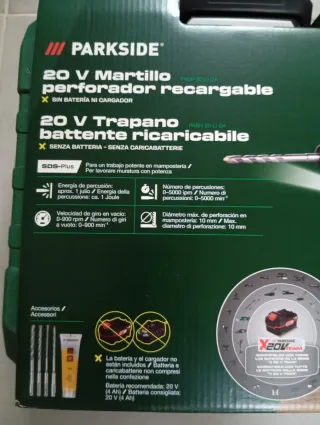 /// PARKSIDE®
20 V Martillo
perforador recargable
SIN BATERÍA NI CARGADOR
20 V Trapano
battente ricaricabile
SENZA BATTERIA - SENZA CARICABATTERIE
SDS-Plus
Para un trabajo potente en mampostería /
Per lavorare muratura con potenza
Energía de percusión:
aprox. 1 julio / Energia della
percussione: ca. 1 Joule
Número de percusiones:
0–5000 lpm / Numero di
percussioni: 0–5000 min⁻¹
Velocidad de giro en vacío:
0-900 rpm / Numero di giri
a vuoto: 0-900 min⁻¹
Diámetro máx. de perforación en
mampostería: 10 mm / Max.
diametro di perforazione: 10 mm
Accesorios /
Accessori
La batería y el cargador no
están incluidos / Batteria e
caricabatterie non compresi
nella confezione
Batería recomendada: 20 V
(4 Ah) / Batteria consigliata:
20 V (4 Ah)
PARKSIDE
X20V TEAM